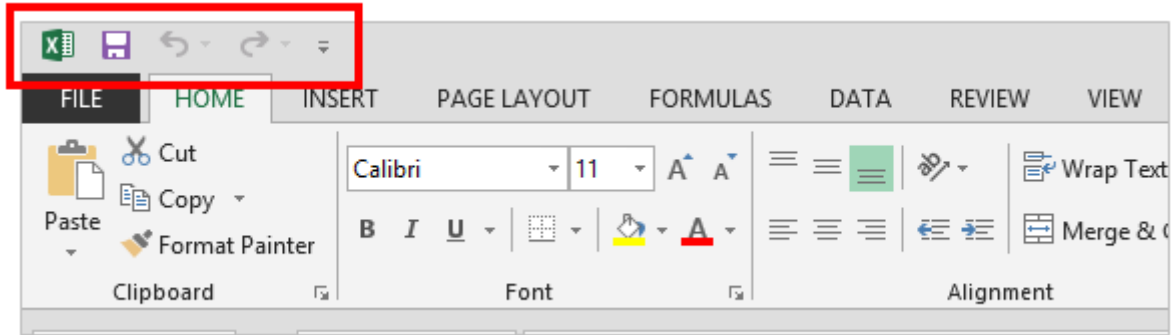 FILE HOME INSERT PAGE LAYOUT FORMULAS DATA REVIEW VIEW
Cut
Calibri 11 A A
Wrap Text
Copy
Paste
B I U A
Merge &
Format Painter
Clipboard Font Alignment